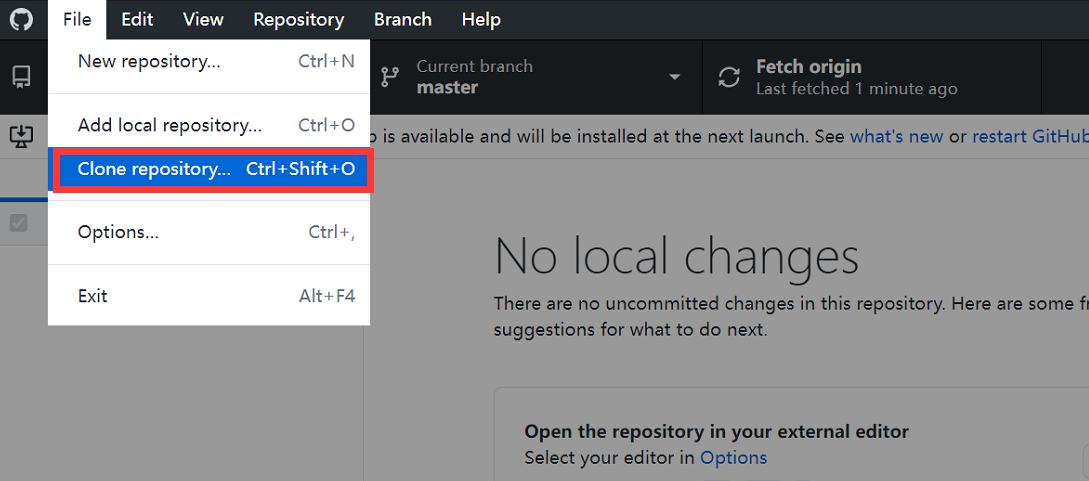 File Edit View Repository Branch Help
New repository... Ctrl+N
Add local repository... Ctrl+O
Clone repository... Ctrl+Shift+O
Options... Ctrl+,
Exit Alt+F4
Current branch
master
Fetch origin
Last fetched 1 minute ago
is available and will be installed at the next launch. See what's new or restart GitHub
No local changes
There are no uncommitted changes in this repository. Here are some
suggestions for what to do next.
Open the repository in your external editor
Select your editor in Options